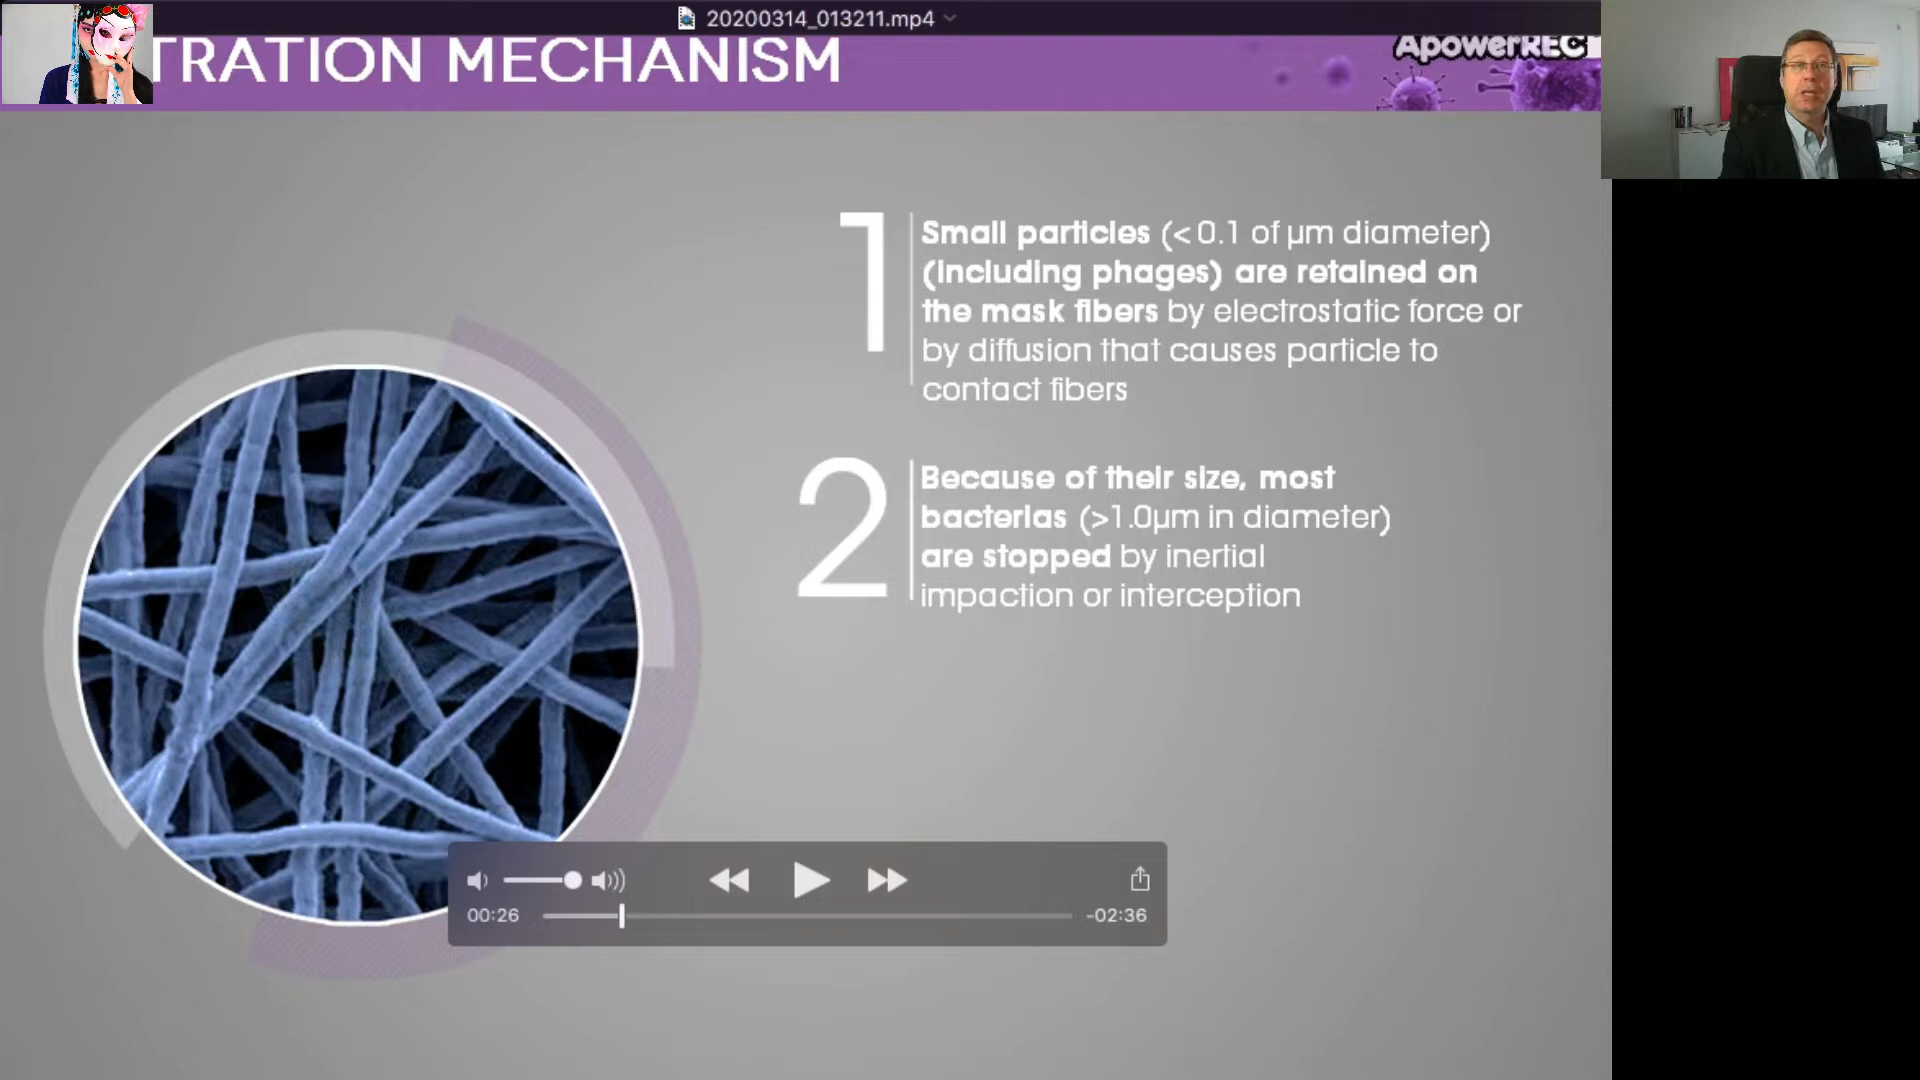 20200314_013211.mp4
TRATION MECHANISM
ApowerREC
1
Small particles (< 0.1 of µm diameter)
(including phages) are retained on
the mask fibers by electrostatic force or
by diffusion that causes particle to
contact fibers
2
Because of their size, most
bacterias (>1.0µm in diameter)
are stopped by inertial
impaction or interception
00:26
-02:36